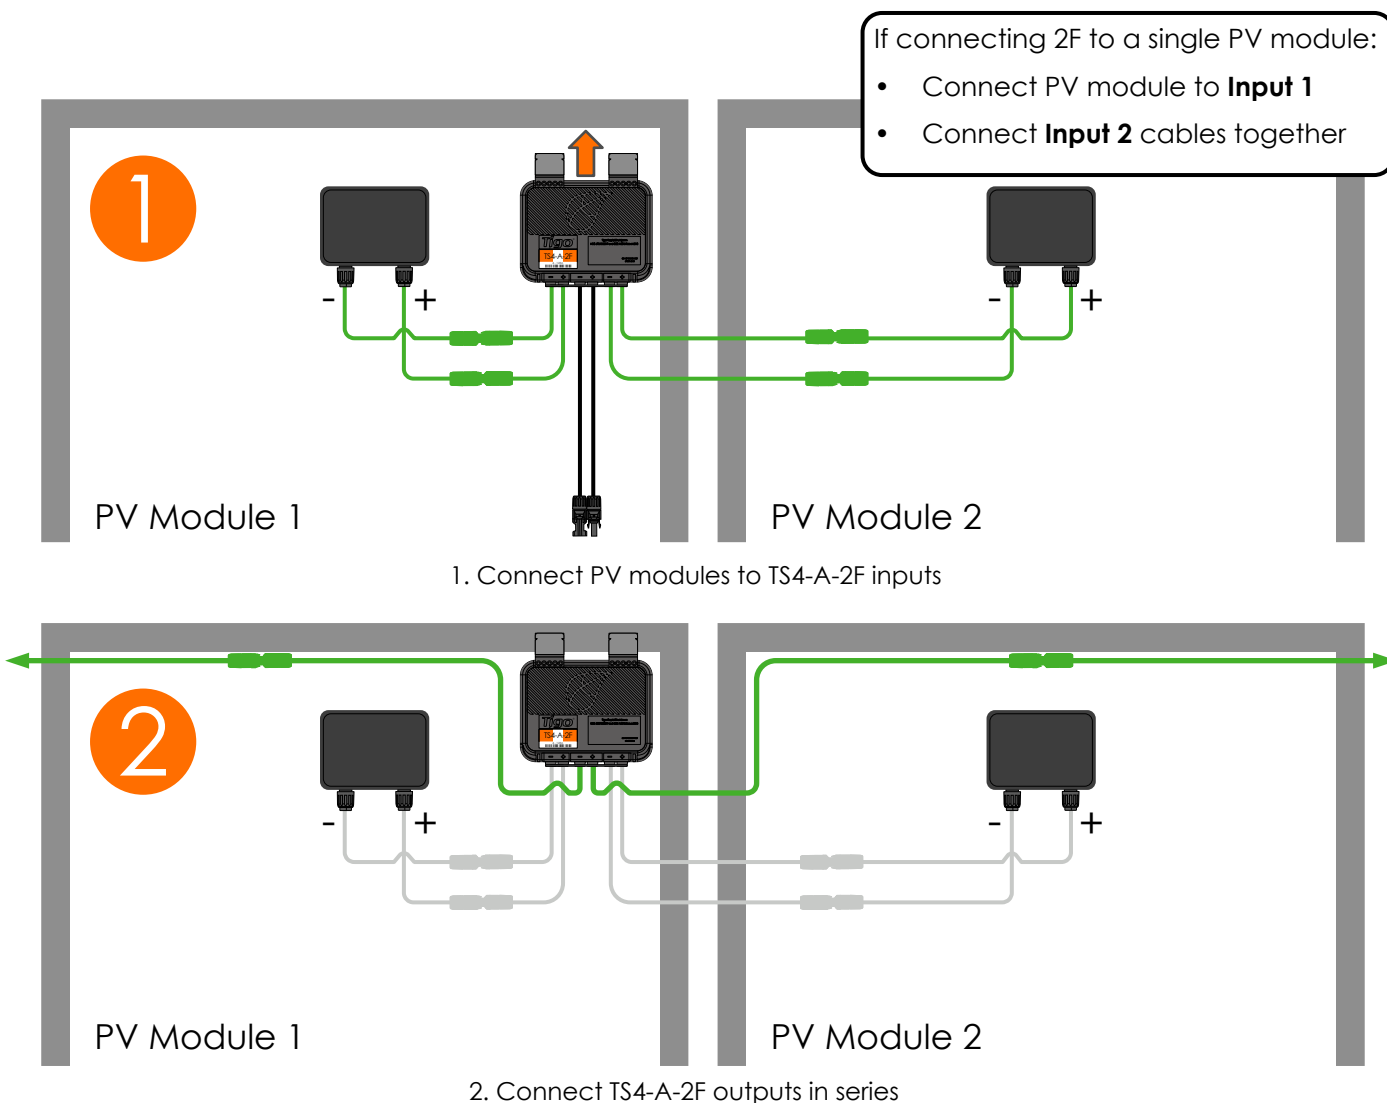 If connecting 2F to a single PV module:
• Connect PV module to Input 1
• Connect Input 2 cables together
1
Tigo
TS4-A-2F
- +
- +
PV Module 1
PV Module 2
1. Connect PV modules to TS4-A-2F inputs
2
Tigo
TS4-A-2F
- +
- +
PV Module 1
PV Module 2
2. Connect TS4-A-2F outputs in series